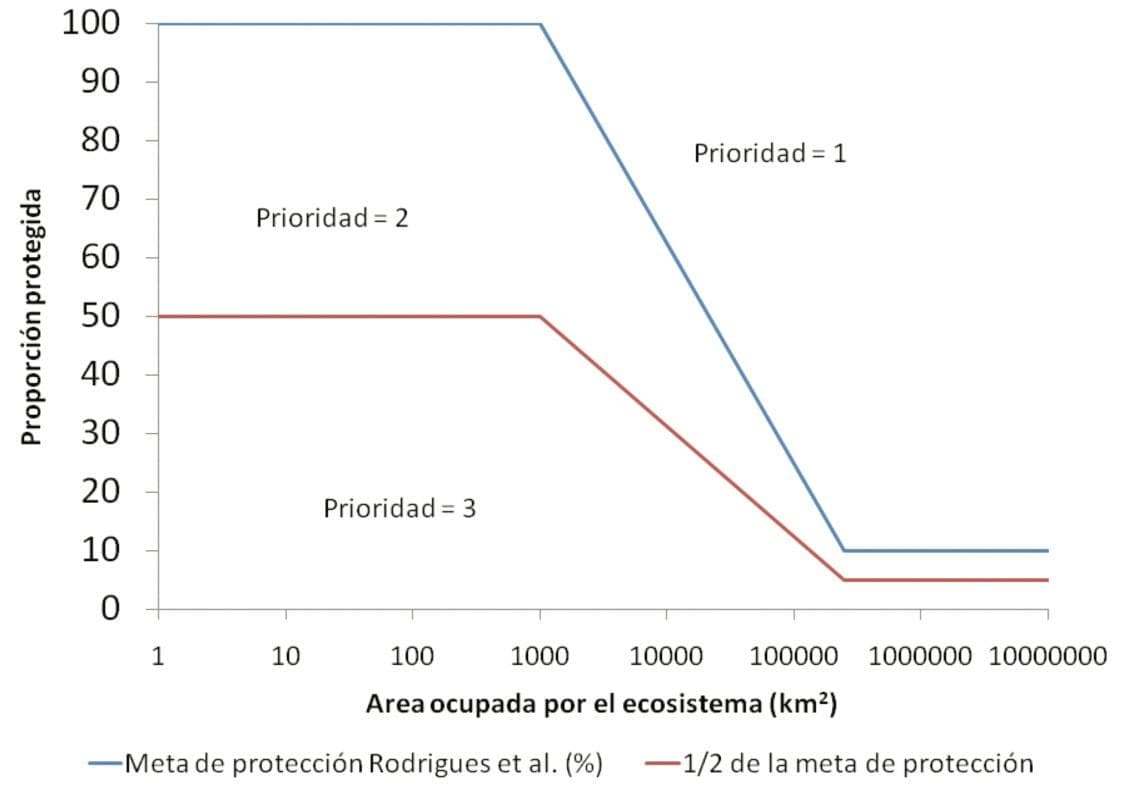 100
90
80
70
60
50
40
30
20
10
0
Proporción protegida
Prioridad = 1
Prioridad = 2
Prioridad = 3
1 10 100 1000 10000 100000 1000000 10000000
Area ocupada por el ecosistema (km²)
Meta de protección Rodrigues et al. (%) 1/2 de la meta de protección